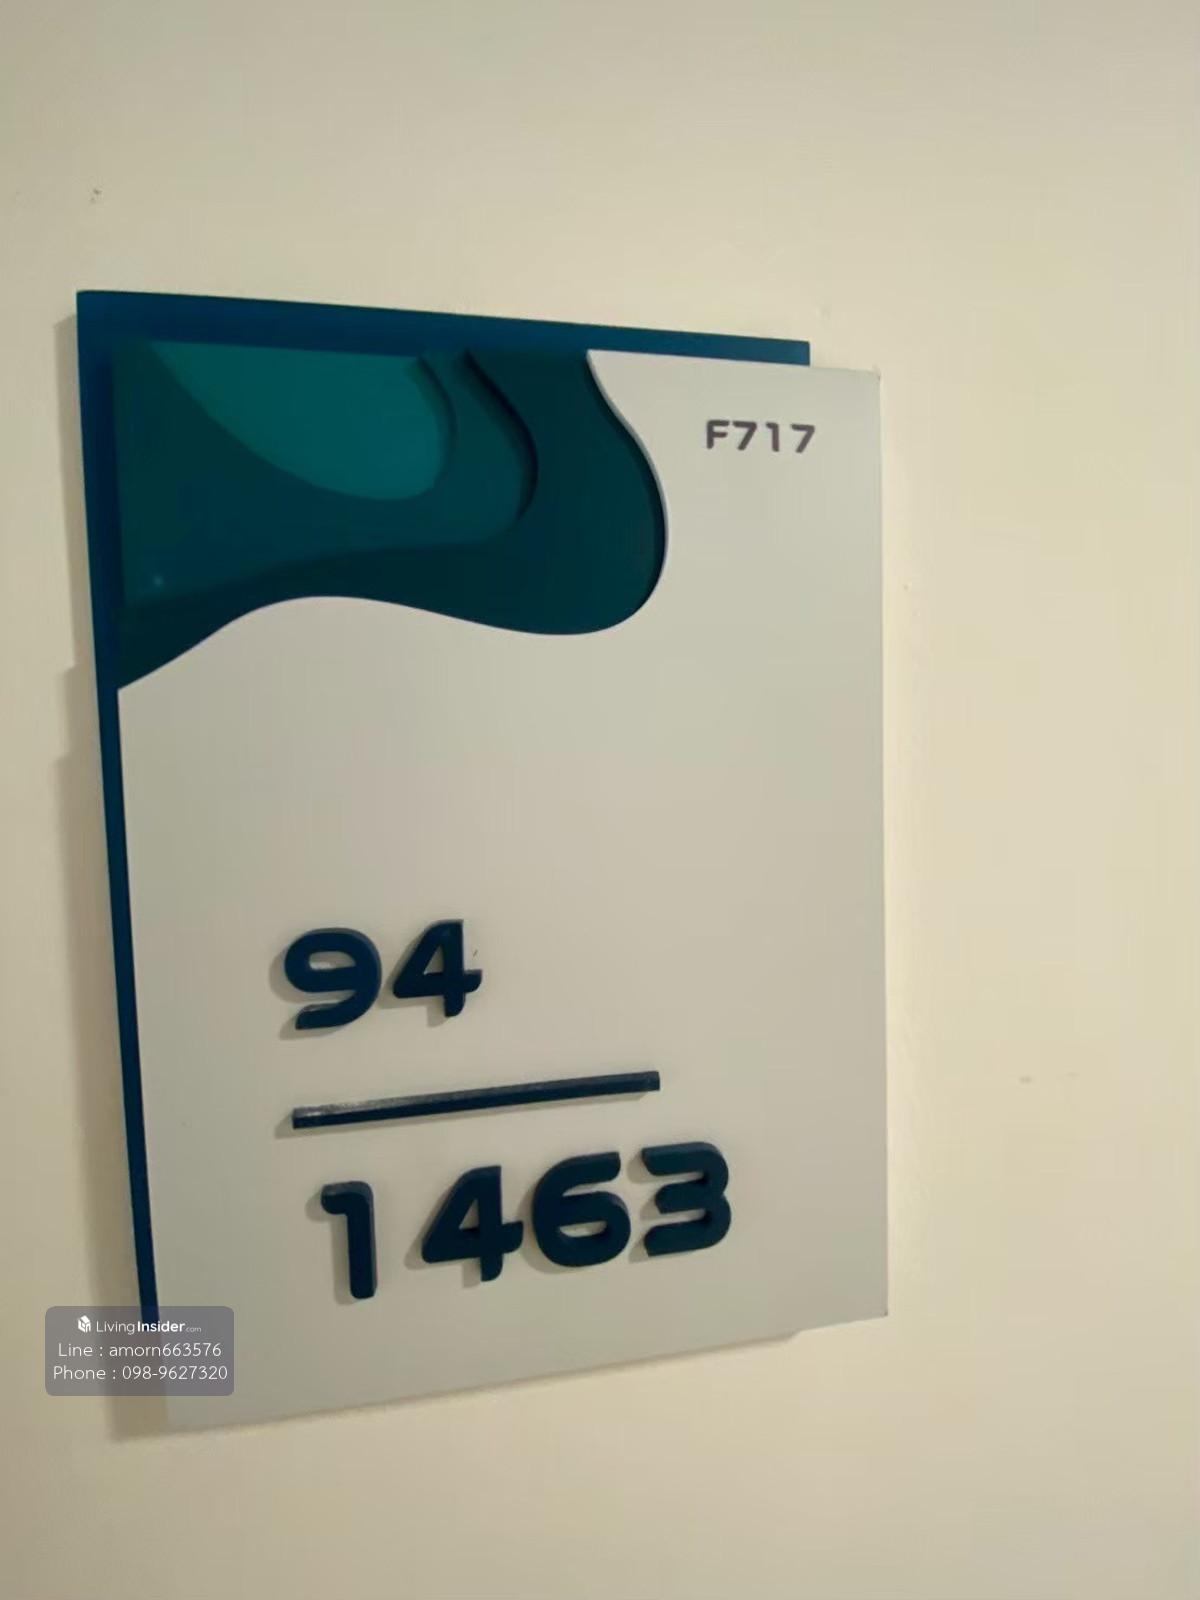 F717
94
1463
LivingInsider.com
Line : amorn663576
Phone : 098-9627320